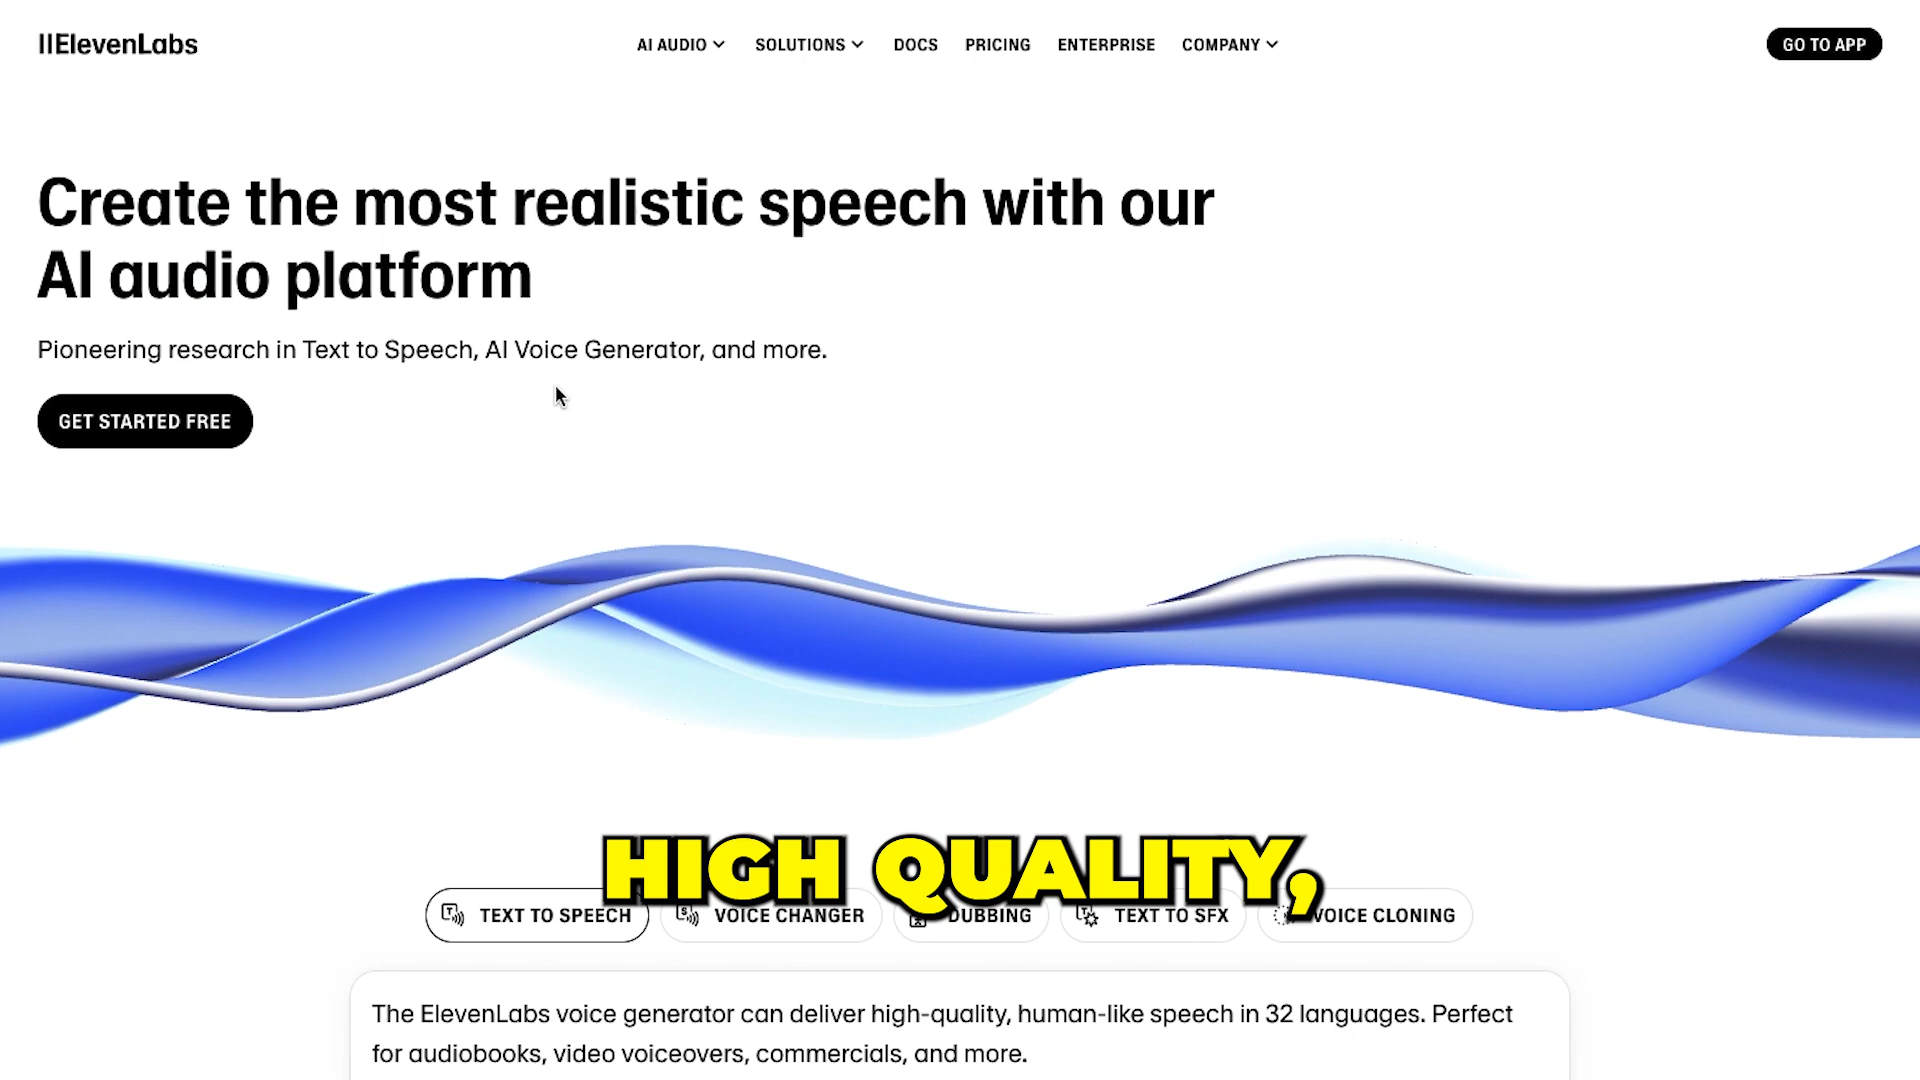 IIElevenLabs
AI AUDIO
SOLUTIONS
DOCS
PRICING
ENTERPRISE
COMPANY
GO TO APP
Create the most realistic speech with our
AI audio platform
Pioneering research in Text to Speech, AI Voice Generator, and more.
GET STARTED FREE
HIGH QUALITY,
TEXT TO SPEECH
VOICE CHANGER
DUBBING
TEXT TO SFX
VOICE CLONING
The ElevenLabs voice generator can deliver high-quality, human-like speech in 32 languages. Perfect
for audiobooks, video voiceovers, commercials, and more.